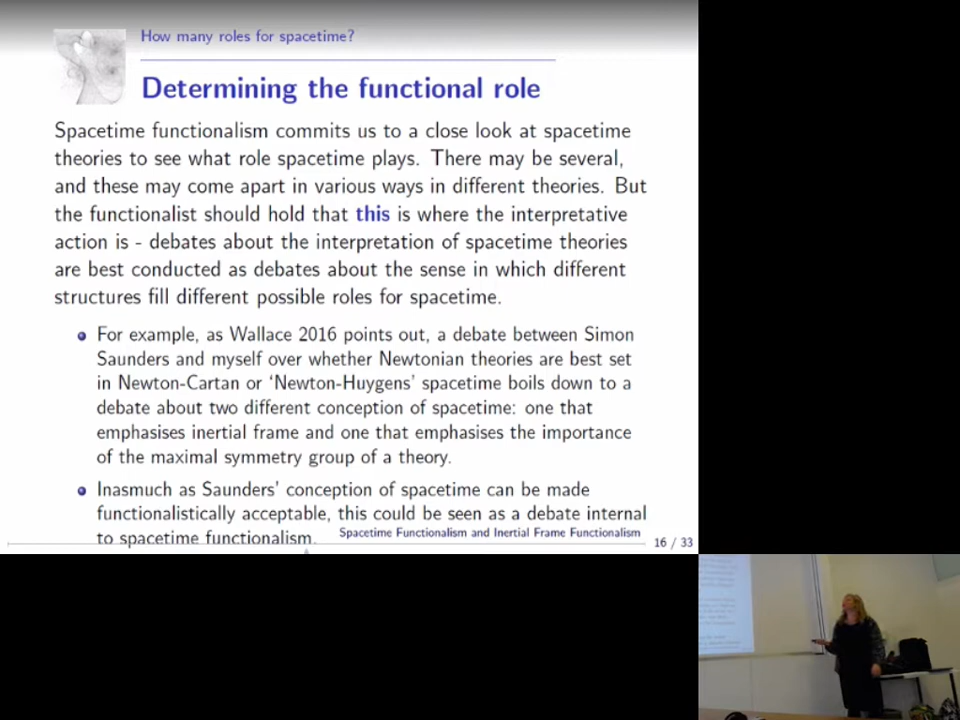 How many roles for spacetime?
Determining the functional role
Spacetime functionalism commits us to a close look at spacetime
theories to see what role spacetime plays. There may be several,
and these may come apart in various ways in different theories. But
the functionalist should hold that this is where the interpretative
action is - debates about the interpretation of spacetime theories
are best conducted as debates about the sense in which different
structures fill different possible roles for spacetime.
For example, as Wallace 2016 points out, a debate between Simon
Saunders and myself over whether Newtonian theories are best set
in Newton-Cartan or ‘Newton-Huygens’ spacetime boils down to a
debate about two different conception of spacetime: one that
emphasises inertial frame and one that emphasises the importance
of the maximal symmetry group of a theory.
Inasmuch as Saunders’ conception of spacetime can be made
functionalistically acceptable, this could be seen as a debate internal
to spacetime functionalism.
Spacetime Functionalism and Inertial Frame Functionalism
16 / 33